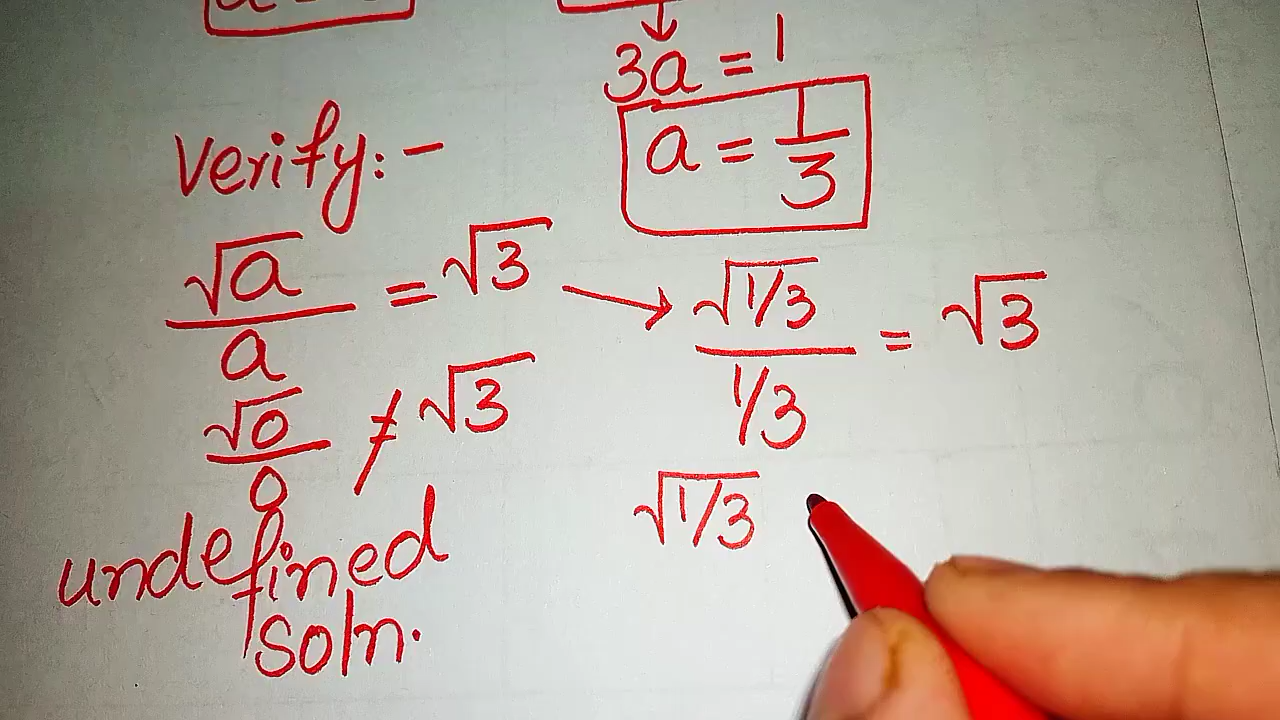 3a = 1
a = 1/3
Verify:-
√a/a = √3 → √1/3 / 1/3 = √3
√0/0 ≠ √3
√1/3
undefined
soln.